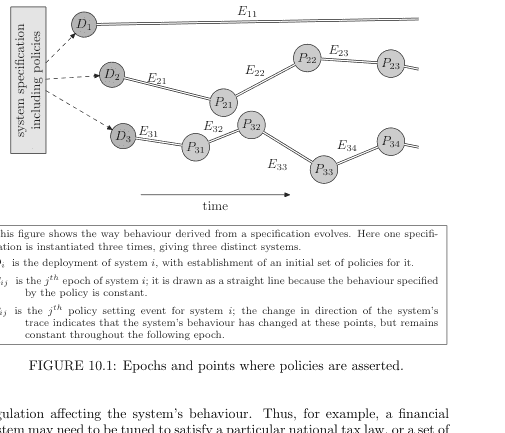 system specification
including policies
D1
E11
D2
E21
P21
E22
P22
E23
P23
D3
E31
P31
E32
P32
E33
P33
E34
P34
time
his figure shows the way behaviour derived from a specification evolves. Here one specifi-
ation is instantiated three times, giving three distinct systems.
i is the deployment of system i, with establishment of an initial set of policies for it.
ij is the jth epoch of system i; it is drawn as a straight line because the behaviour specified
by the policy is constant.
ij is the jth policy setting event for system i; the change in direction of the system's
trace indicates that the system's behaviour has changed at these points, but remains
constant throughout the following epoch.
FIGURE 10.1: Epochs and points where policies are asserted.
gulation affecting the system's behaviour. Thus, for example, a financial
stem may need to be tuned to satisfy a particular national tax law, or a set of